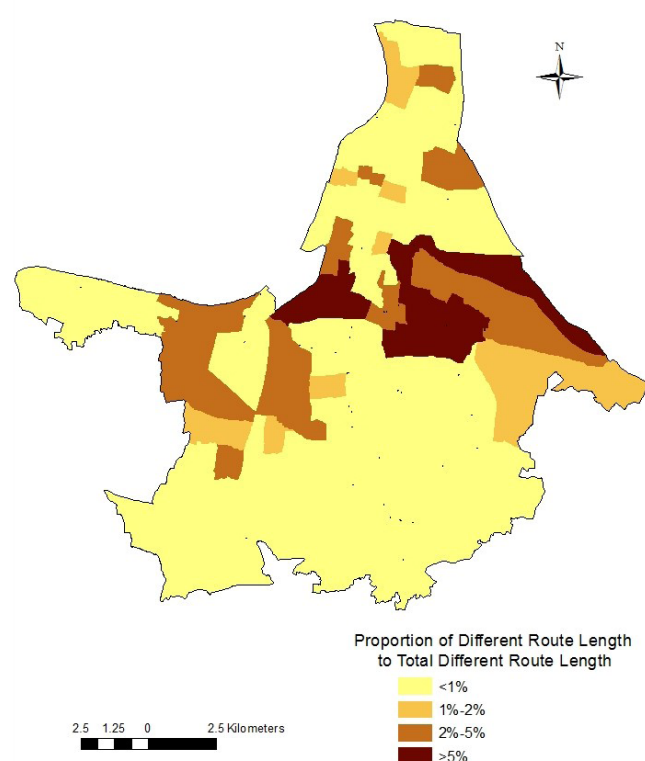 N
Proportion of Different Route Length
to Total Different Route Length
<1%
1%-2%
2%-5%
>5%
2.5 1.25 0 2.5 Kilometers